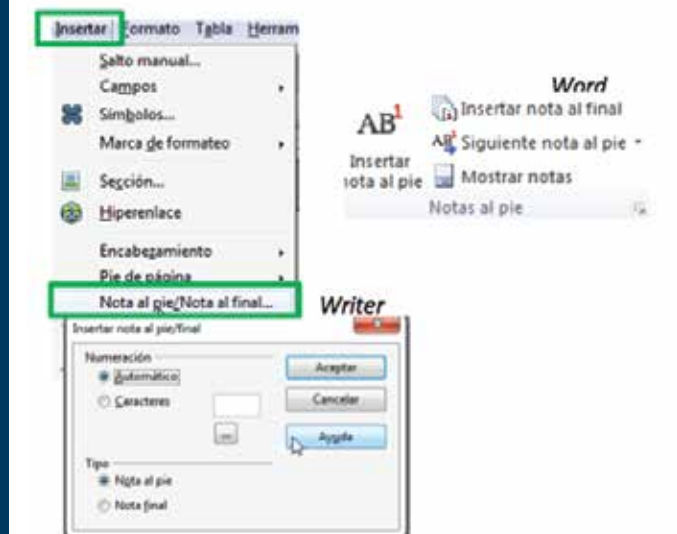 Insertar Formato Tabla Herram
Salto manual...
Campos
Símbolos...
Marca de formateo
Sección...
Hiperenlace
Encabezamiento
Pie de página
Nota al pie/Nota al final...
Word
AB1
Insertar
nota al pie
Insertar nota al final
AB1 Siguiente nota al pie
Mostrar notas
Notas al pie
Writer
Insertar nota al pie/final
Numeración
Automático
Caracteres
...
Aceptar
Cancelar
Ayuda
Tipo
Nota al pie
Nota final